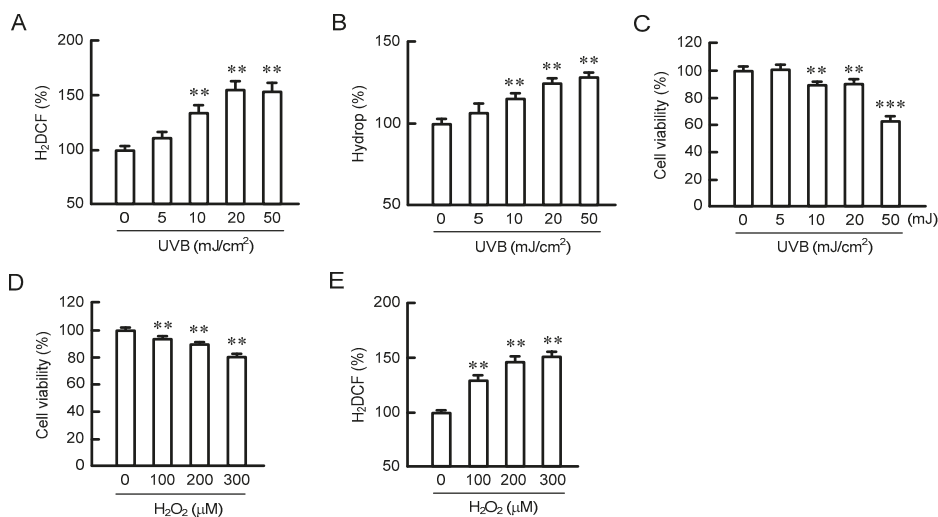 A
H₂DCF (%)
200
150
100
50
** ** **
0 5 10 20 50
UVB (mJ/cm²)
B
Hydrop (%)
150
100
50
** ** **
0 5 10 20 50
UVB (mJ/cm²)
C
Cell viability (%)
120
100
80
60
40
20
0
** ** ***
0 5 10 20 50 (mJ)
UVB (mJ/cm²)
D
Cell viability (%)
120
100
80
60
40
20
0
** ** **
0 100 200 300
H₂O₂ (μM)
E
H₂DCF (%)
200
150
100
50
** ** **
0 100 200 300
H₂O₂ (μM)